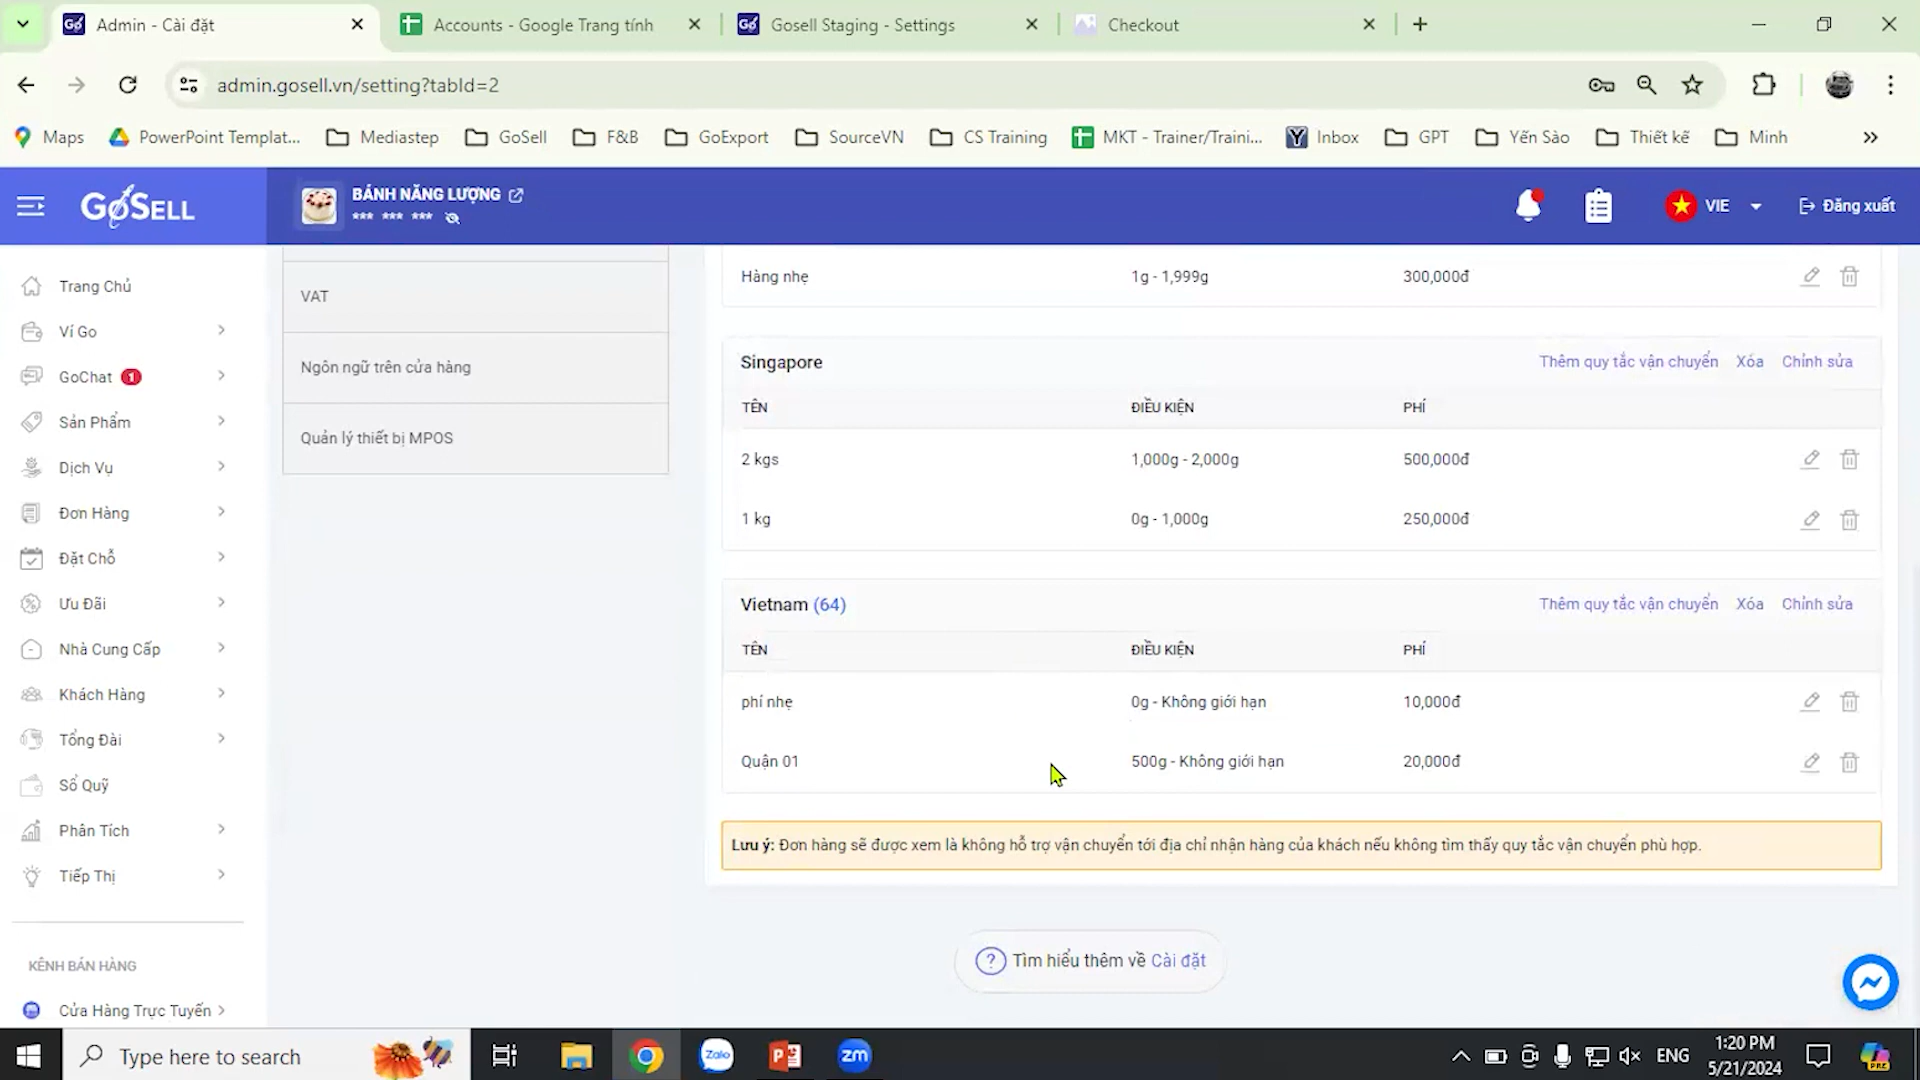 Admin - Cài đặt
Accounts - Google Trang tính
Gosell Staging - Settings
Checkout
admin.gosell.vn/setting?tabId=2
Maps
PowerPoint Templat...
Mediastep
GoSell
F&B
GoExport
SourceVN
CS Training
MKT - Trainer/Traini...
Inbox
GPT
Yến Sào
Thiết kế
Minh
GOSELL
BÁNH NĂNG LƯỢNG
*** *** ***
VIE
Đăng xuất
Trang Chủ
Ví Go
GoChat 1
Sản Phẩm
Dịch Vụ
Đơn Hàng
Đặt Chỗ
Ưu Đãi
Nhà Cung Cấp
Khách Hàng
Tổng Đài
Sổ Quỹ
Phân Tích
Tiếp Thị
KÊNH BÁN HÀNG
Cửa Hàng Trực Tuyến
VAT
Ngôn ngữ trên cửa hàng
Quản lý thiết bị MPOS
Hàng nhẹ 1g - 1,999g 300,000đ
Singapore Thêm quy tắc vận chuyển Xóa Chỉnh sửa
TÊN ĐIỀU KIỆN PHÍ
2 kgs 1,000g - 2,000g 500,000đ
1 kg 0g - 1,000g 250,000đ
Vietnam (64) Thêm quy tắc vận chuyển Xóa Chỉnh sửa
TÊN ĐIỀU KIỆN PHÍ
phí nhẹ 0g - Không giới hạn 10,000đ
Quận 01 500g - Không giới hạn 20,000đ
Lưu ý: Đơn hàng sẽ được xem là không hỗ trợ vận chuyển tới địa chỉ nhận hàng của khách nếu không tìm thấy quy tắc vận chuyển phù hợp.
? Tìm hiểu thêm về Cài đặt
Type here to search
Zalo
zm
ENG
1:20 PM
5/21/2024
PRE